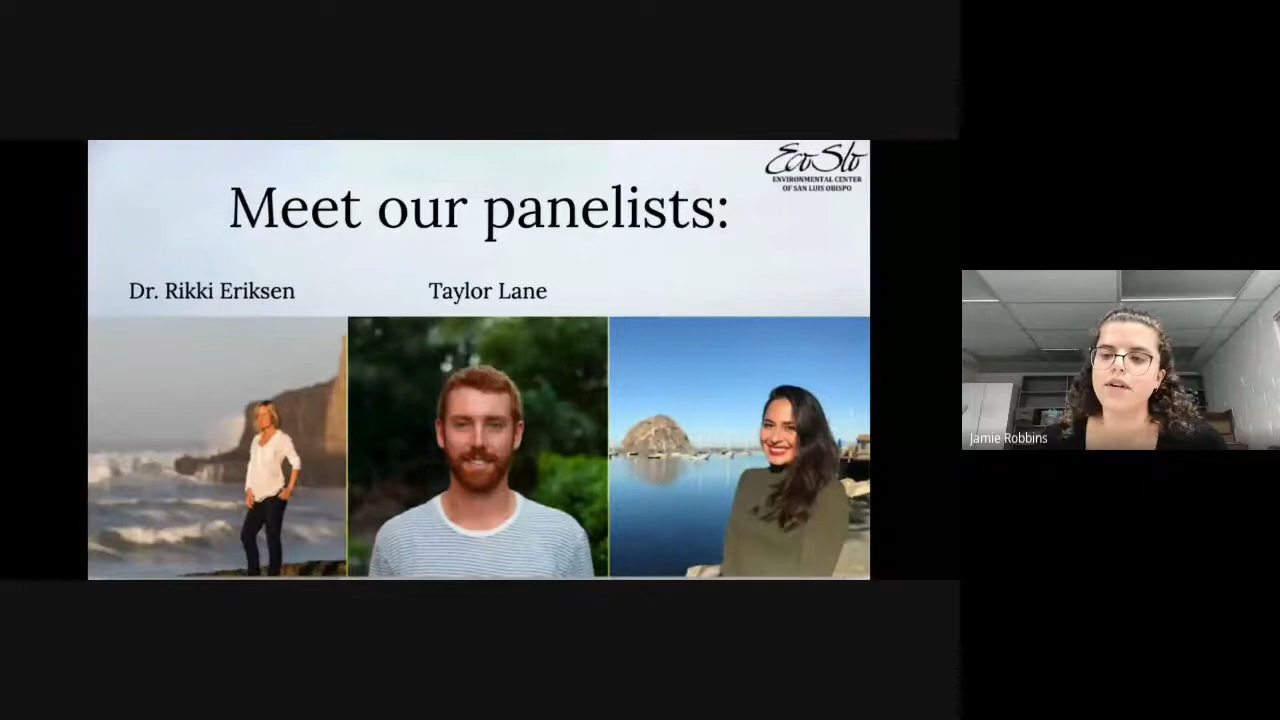 EcoSlo
ENVIRONMENTAL CENTER
OF SAN LUIS OBISPO
Meet our panelists:
Dr. Rikki Eriksen
Taylor Lane
Jamie Robbins